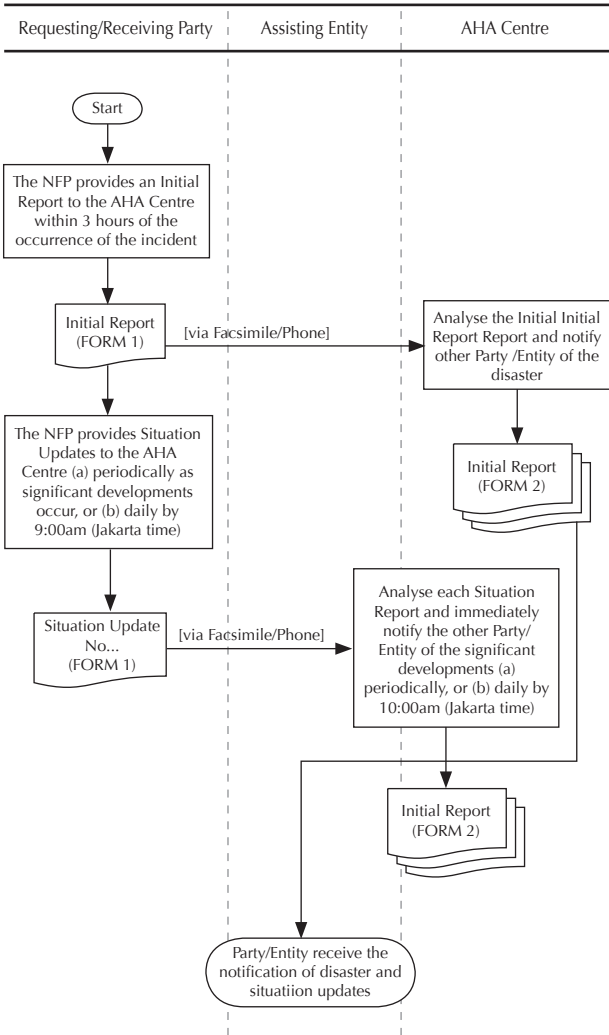 Requesting/Receiving Party
Assisting Entity
AHA Centre
Start
The NFP provides an Initial
Report to the AHA Centre
within 3 hours of the
occurrence of the incident
Initial Report
(FORM 1)
[via Facsimile/Phone]
Analyse the Initial Initial
Report Report and notify
other Party /Entity of the
disaster
The NFP provides Situation
Updates to the AHA
Centre (a) periodically as
significant developments
occur, or (b) daily by
9:00am (Jakarta time)
Initial Report
(FORM 2)
Situation Update
No...
(FORM 1)
[via Facsimile/Phone]
Analyse each Situation
Report and immediately
notify the other Party/
Entity of the significant
developments (a)
periodically, or (b) daily by
10:00am (Jakarta time)
Initial Report
(FORM 2)
Party/Entity receive the
notification of disaster and
situatiion updates